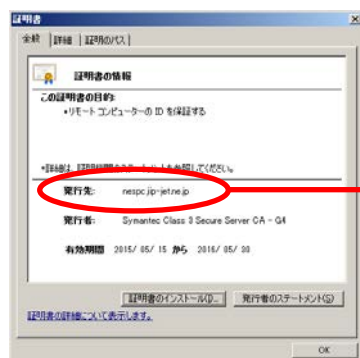 証明書
全般 詳細 証明のパス
証明書の情報
この証明書の目的:
•リモート コンピューターの ID を保証する
発行先: nespc.jip-jet.ne.jp
発行者: Symantec Class 3 Secure Server CA - G4
有効期間 2015/ 05/ 15 から 2016/ 05/ 30
証明書のインストール(I)... 発行者のステートメント(S)
証明書の詳細について表示します。
OK